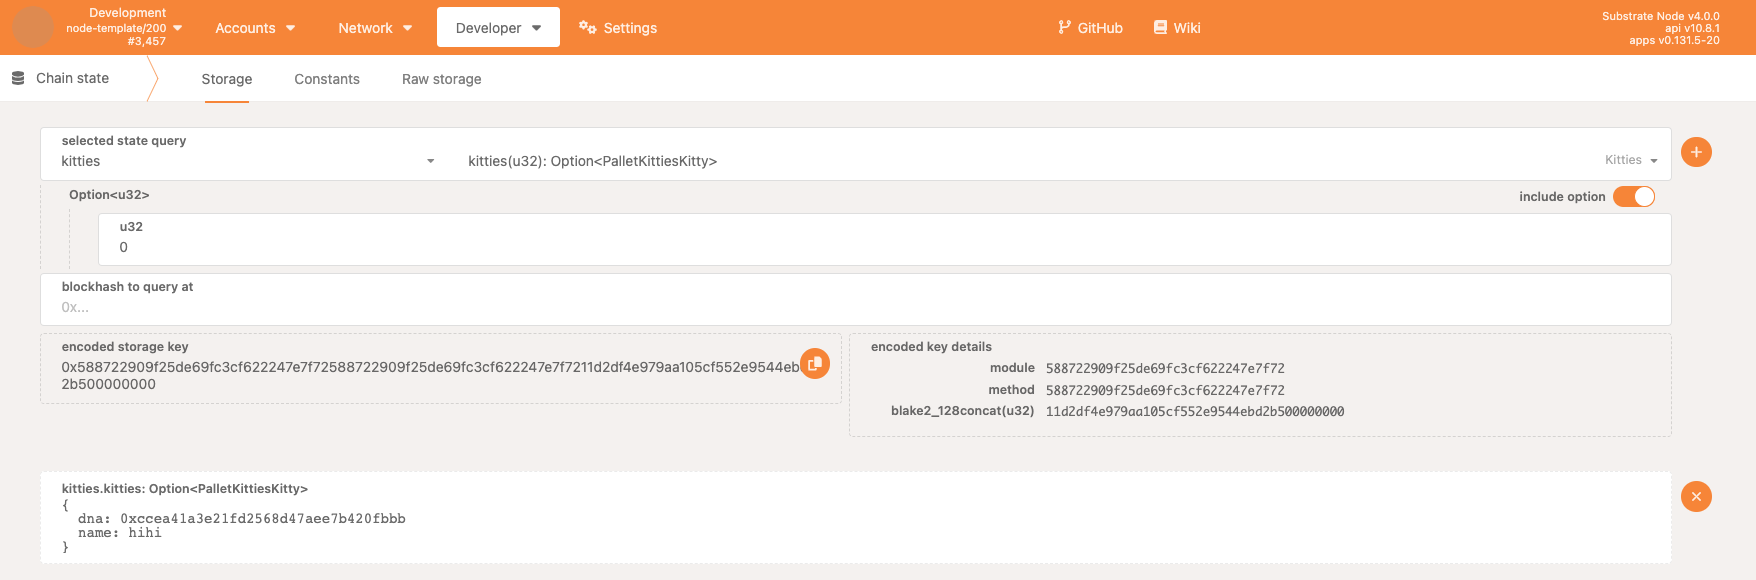 Development
node-template/200
#3,457
Accounts
Network
Developer
Settings
GitHub
Wiki
Substrate Node v4.0.0
api v10.8.1
apps v0.131.5-20
Chain state
Storage
Constants
Raw storage
selected state query
kitties
kitties(u32): Option<PalletKittiesKitty>
Kitties
Option<u32>
include option
u32
0
blockhash to query at
0x...
encoded storage key
0x588722909f25de69fc3cf622247e7f72588722909f25de69fc3cf622247e7f7211d2df4e979aa105cf552e9544eb
2b500000000
encoded key details
module 588722909f25de69fc3cf622247e7f72
method 588722909f25de69fc3cf622247e7f72
blake2_128concat(u32) 11d2df4e979aa105cf552e9544ebd2b500000000
kitties.kitties: Option<PalletKittiesKitty>
{
dna: 0xccea41a3e21fd2568d47aee7b420fbbb
name: hihi
}